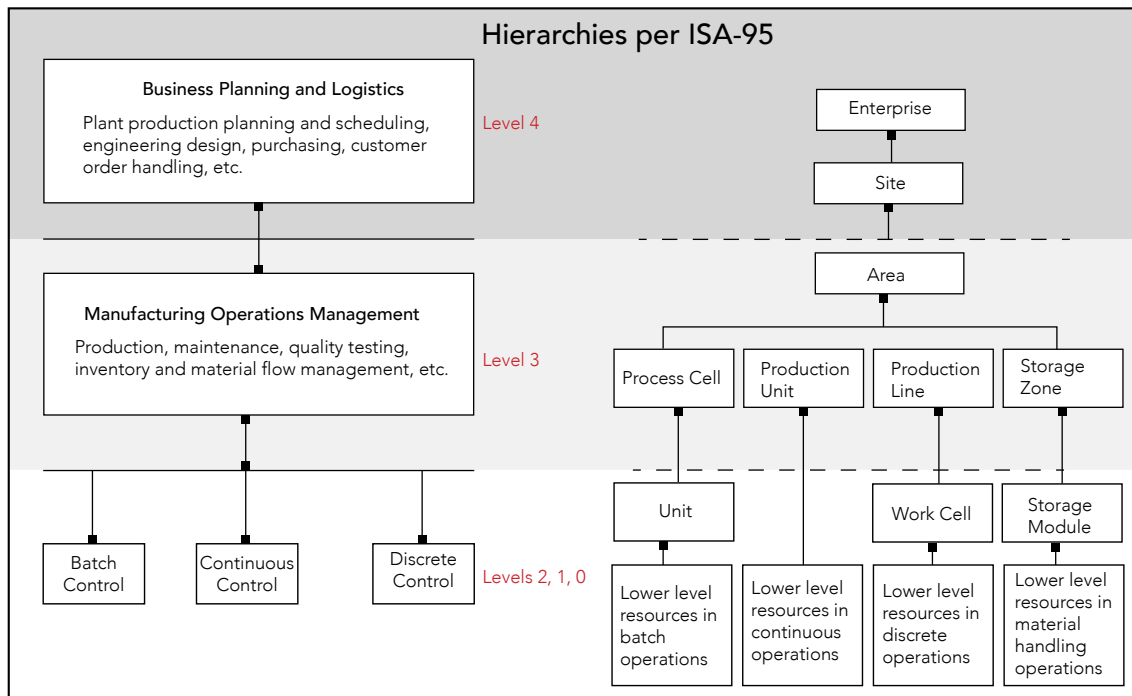 Hierarchies per ISA-95
Business Planning and Logistics
Plant production planning and scheduling,
engineering design, purchasing, customer
order handling, etc.
Level 4
Enterprise
Site
Manufacturing Operations Management
Production, maintenance, quality testing,
inventory and material flow management, etc.
Level 3
Area
Process Cell
Production
Unit
Production
Line
Storage
Zone
Batch
Control
Continuous
Control
Discrete
Control
Levels 2, 1, 0
Unit
Work Cell
Storage
Module
Lower level
resources in
batch
operations
Lower level
resources in
continuous
operations
Lower level
resources in
discrete
operations
Lower level
resources in
material
handling
operations